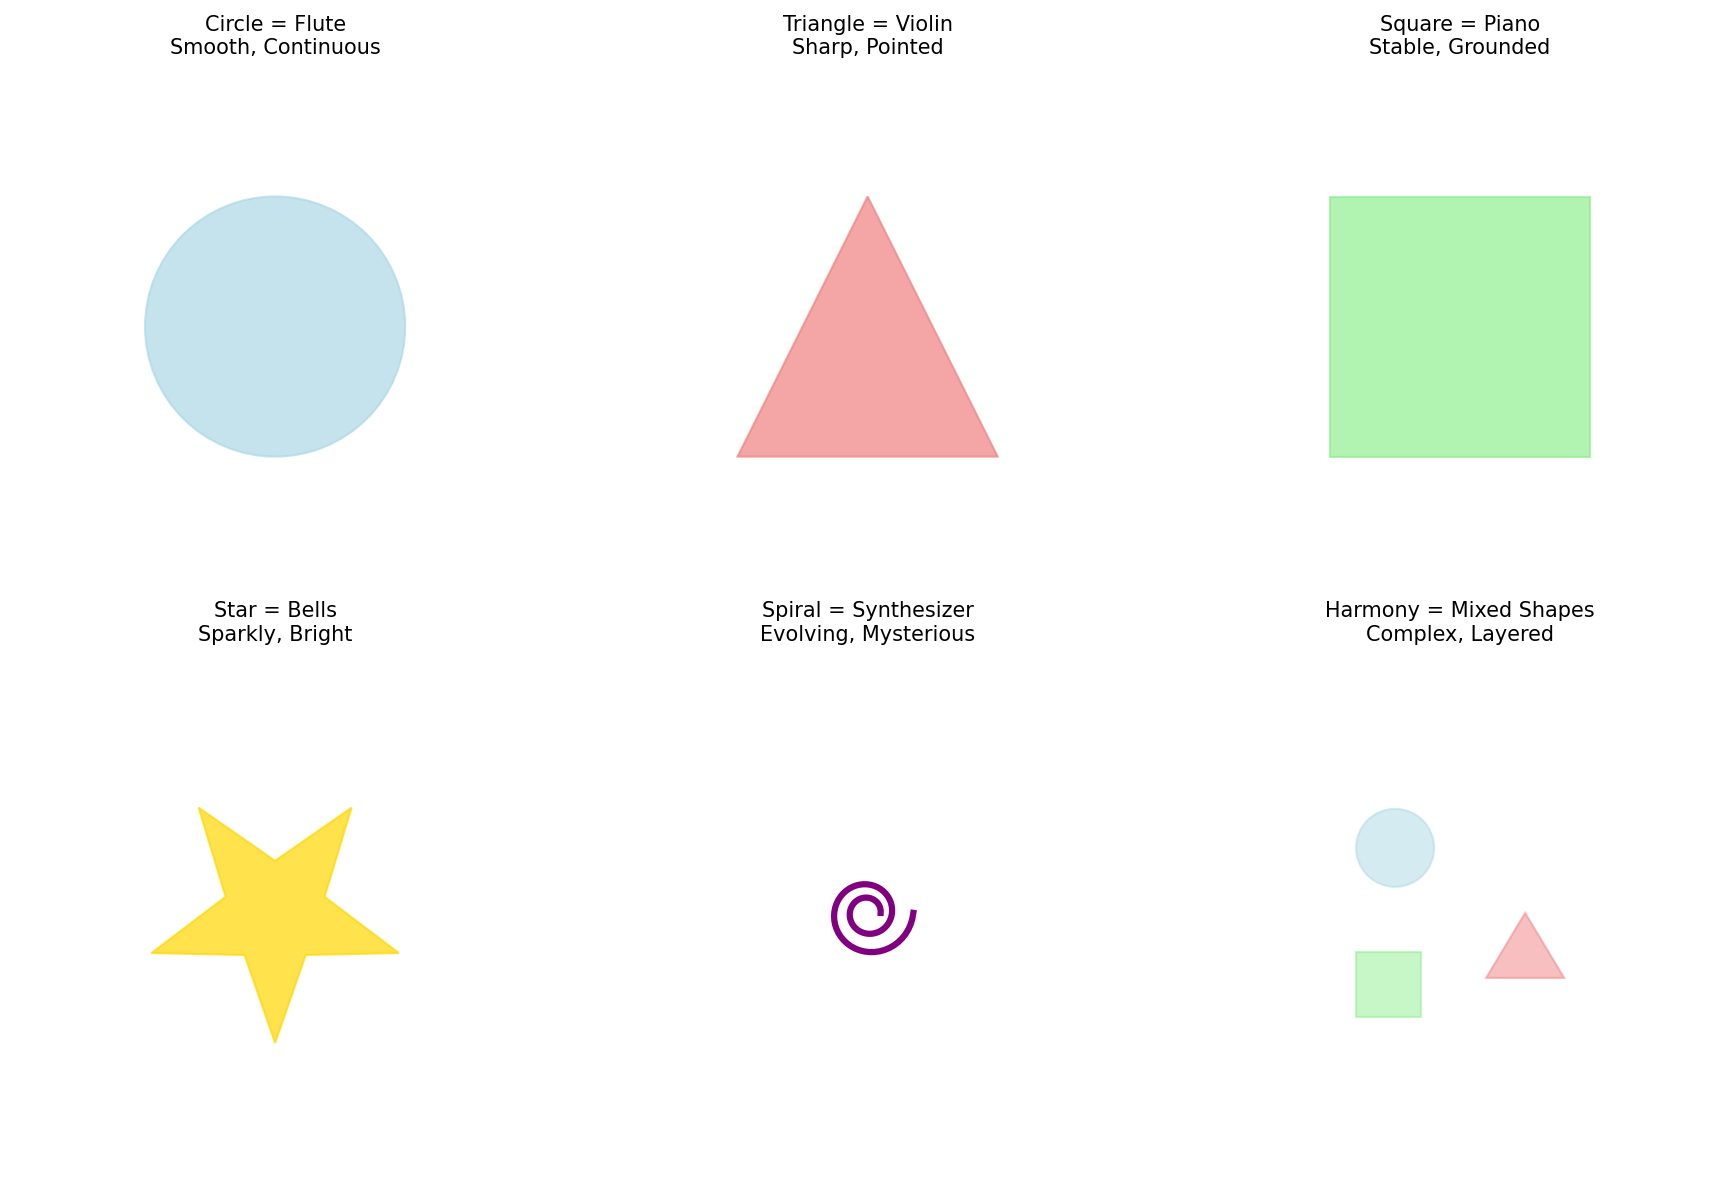 Circle = Flute
Smooth, Continuous
Triangle = Violin
Sharp, Pointed
Square = Piano
Stable, Grounded
Star = Bells
Sparkly, Bright
Spiral = Synthesizer
Evolving, Mysterious
Harmony = Mixed Shapes
Complex, Layered